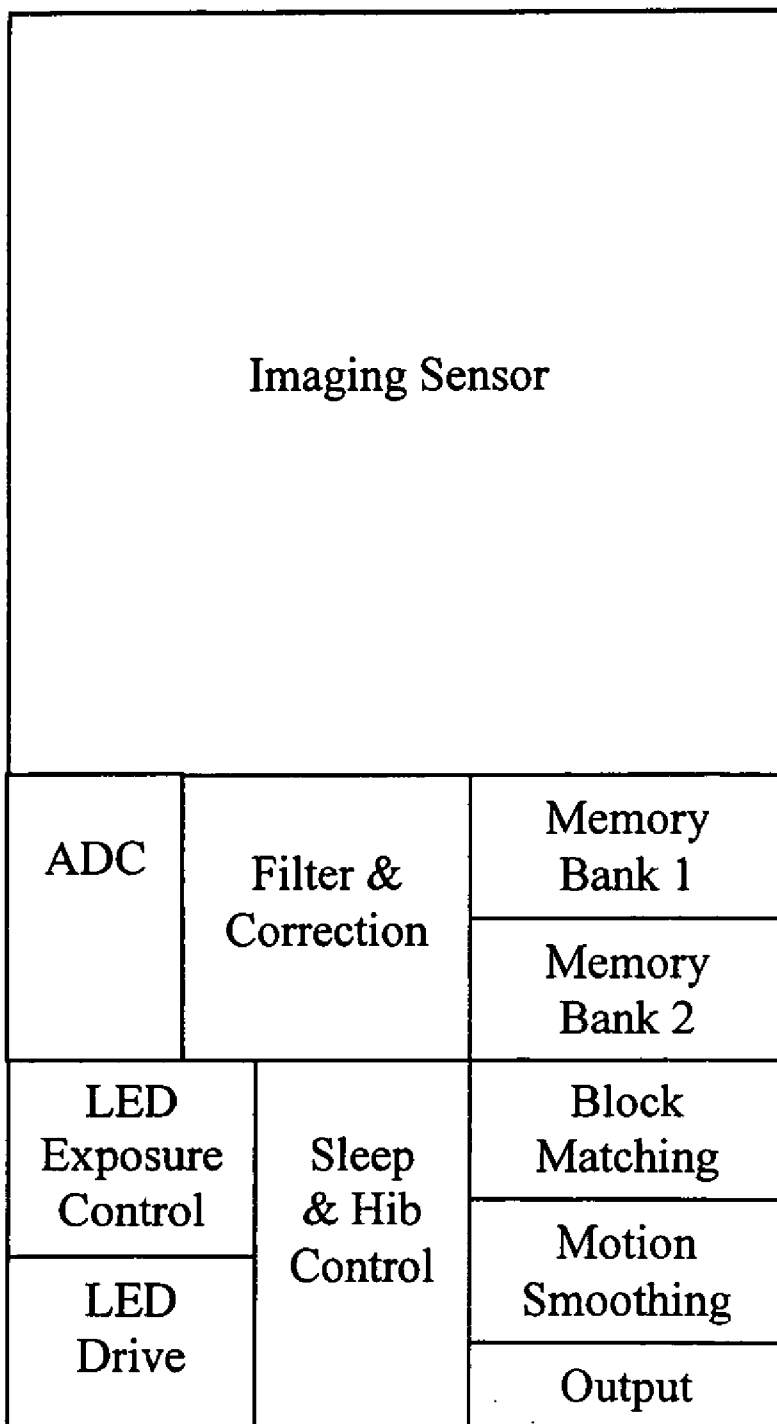 Imaging Sensor
ADC
Filter &
Correction
Memory
Bank 1
Memory
Bank 2
LED
Exposure
Control
Sleep
& Hib
Control
Block
Matching
LED
Drive
Motion
Smoothing
Output